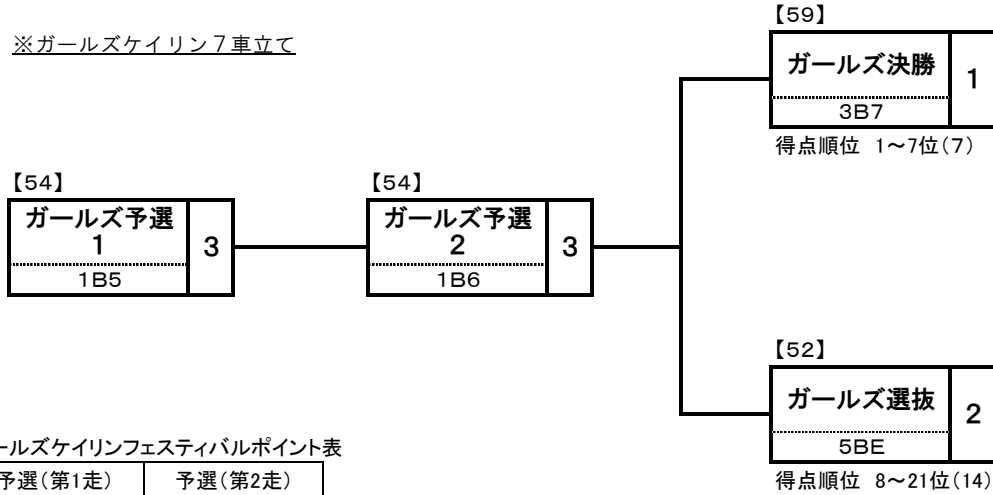 ※ガールズケイリン7車立て
【59】
ガールズ決勝
1
3B7
得点順位 1～7位(7)
【54】
ガールズ予選
1
3
1B5
【54】
ガールズ予選
2
3
1B6
【52】
ガールズ選抜
2
5BE
得点順位 8～21位(14)
ールズケイリンフェスティバルポイント表
予選(第1走) 予選(第2走)